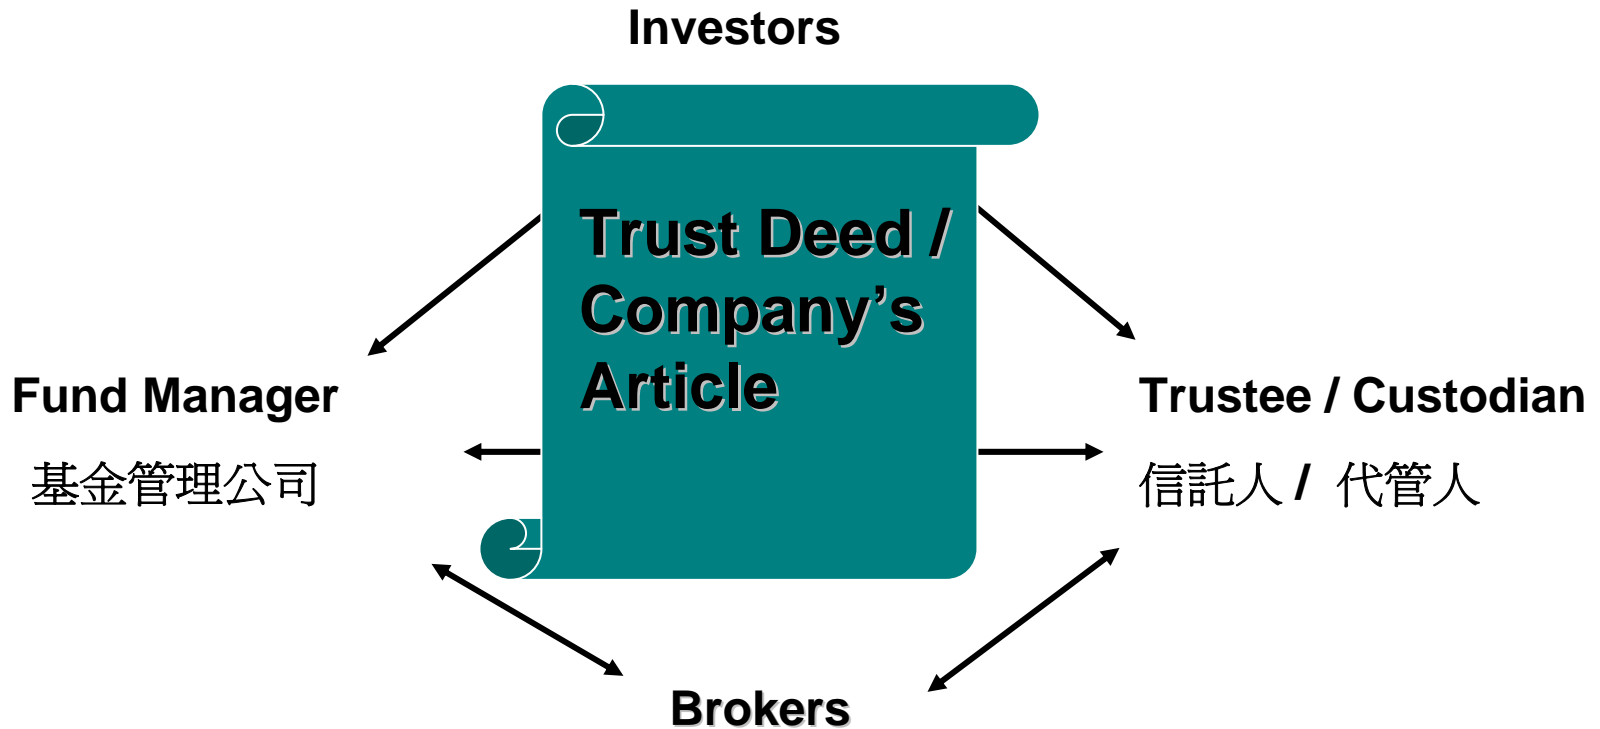 Investors
Trust Deed /
Company’s
Article
Fund Manager
基金管理公司
Trustee / Custodian
信託人 / 代管人
Brokers